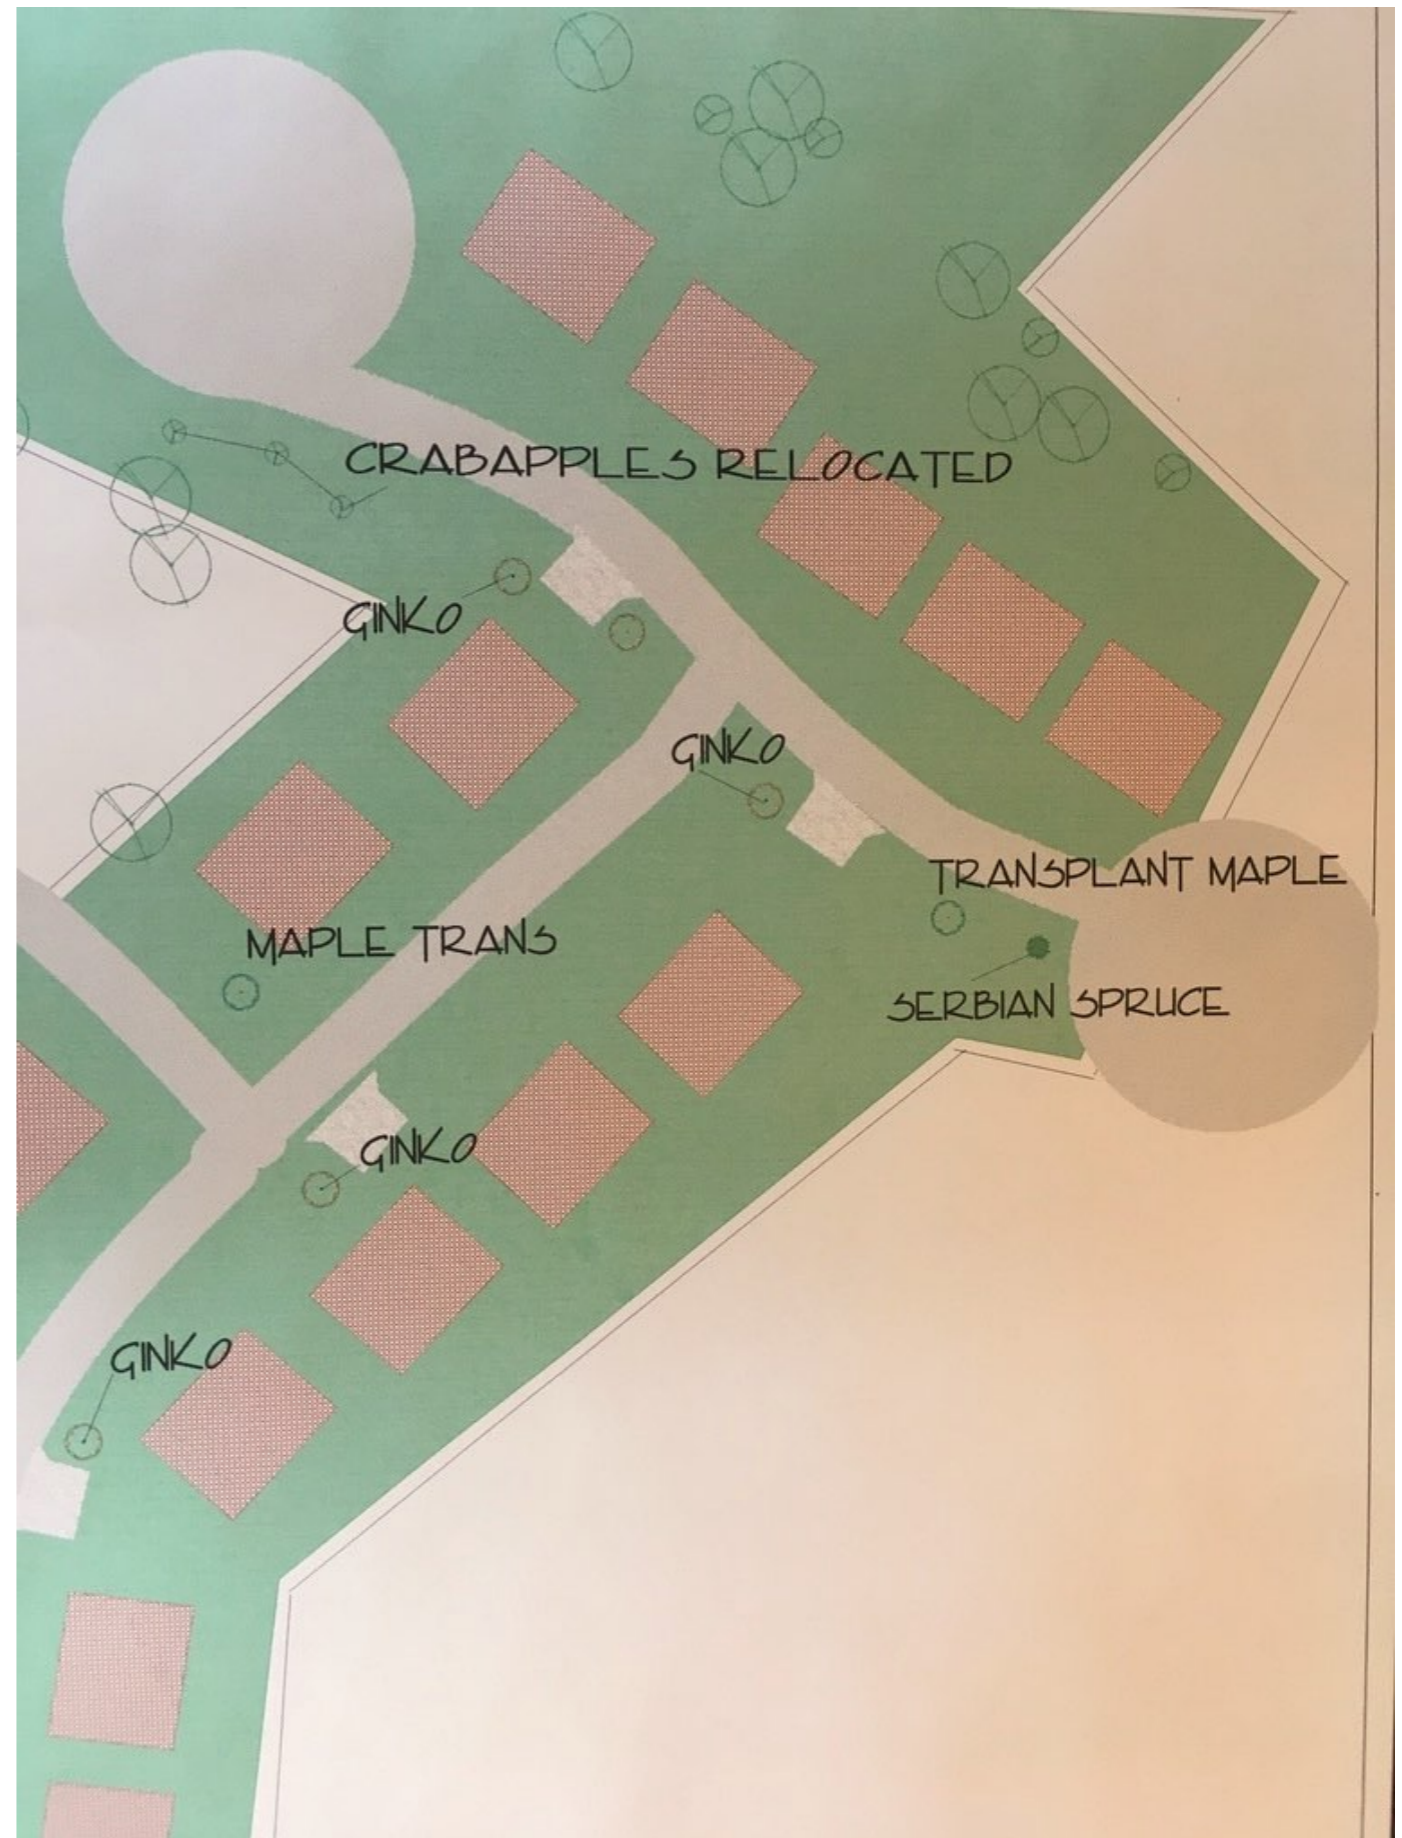 CRABAPPLES RELOCATED
GINKO
GINKO
TRANSPLANT MAPLE
MAPLE TRANS
SERBIAN SPRUCE
GINKO
GINKO